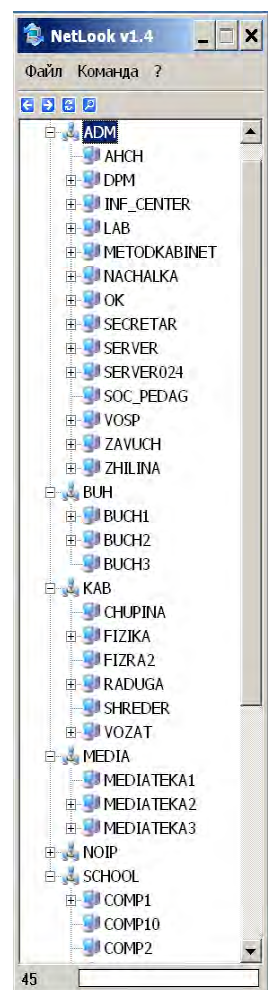 NetLook v1.4
Файл Команда ?
ADM
AHCH
DPM
INF_CENTER
LAB
METODKABINET
NACHALKA
OK
SECRETAR
SERVER
SERVER024
SOC_PEDAG
VOSP
ZAVUCH
ZHILINA
BUH
BUCH1
BUCH2
BUCH3
KAB
CHUPINA
FIZIKA
FIZRA2
RADUGA
SHREDER
VOZAT
MEDIA
MEDIATEKA1
MEDIATEKA2
MEDIATEKA3
NOIP
SCHOOL
COMP1
COMP10
COMP2
45